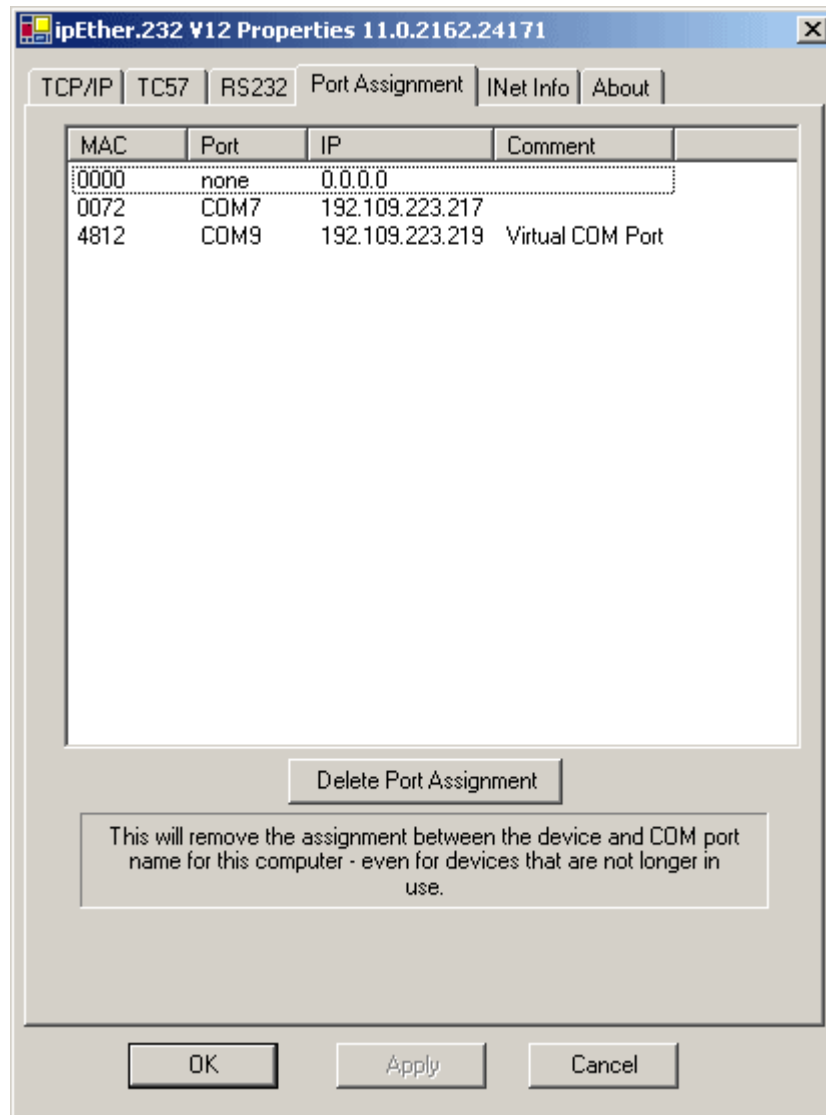 ipEther.232 V12 Properties 11.0.2162.24171
TCP/IP TC57 RS232 Port Assignment INet Info About
MAC Port IP Comment
0000 none 0.0.0.0
0072 COM7 192.109.223.217
4812 COM9 192.109.223.219 Virtual COM Port
Delete Port Assignment
This will remove the assignment between the device and COM port
name for this computer - even for devices that are not longer in
use.
OK Apply Cancel